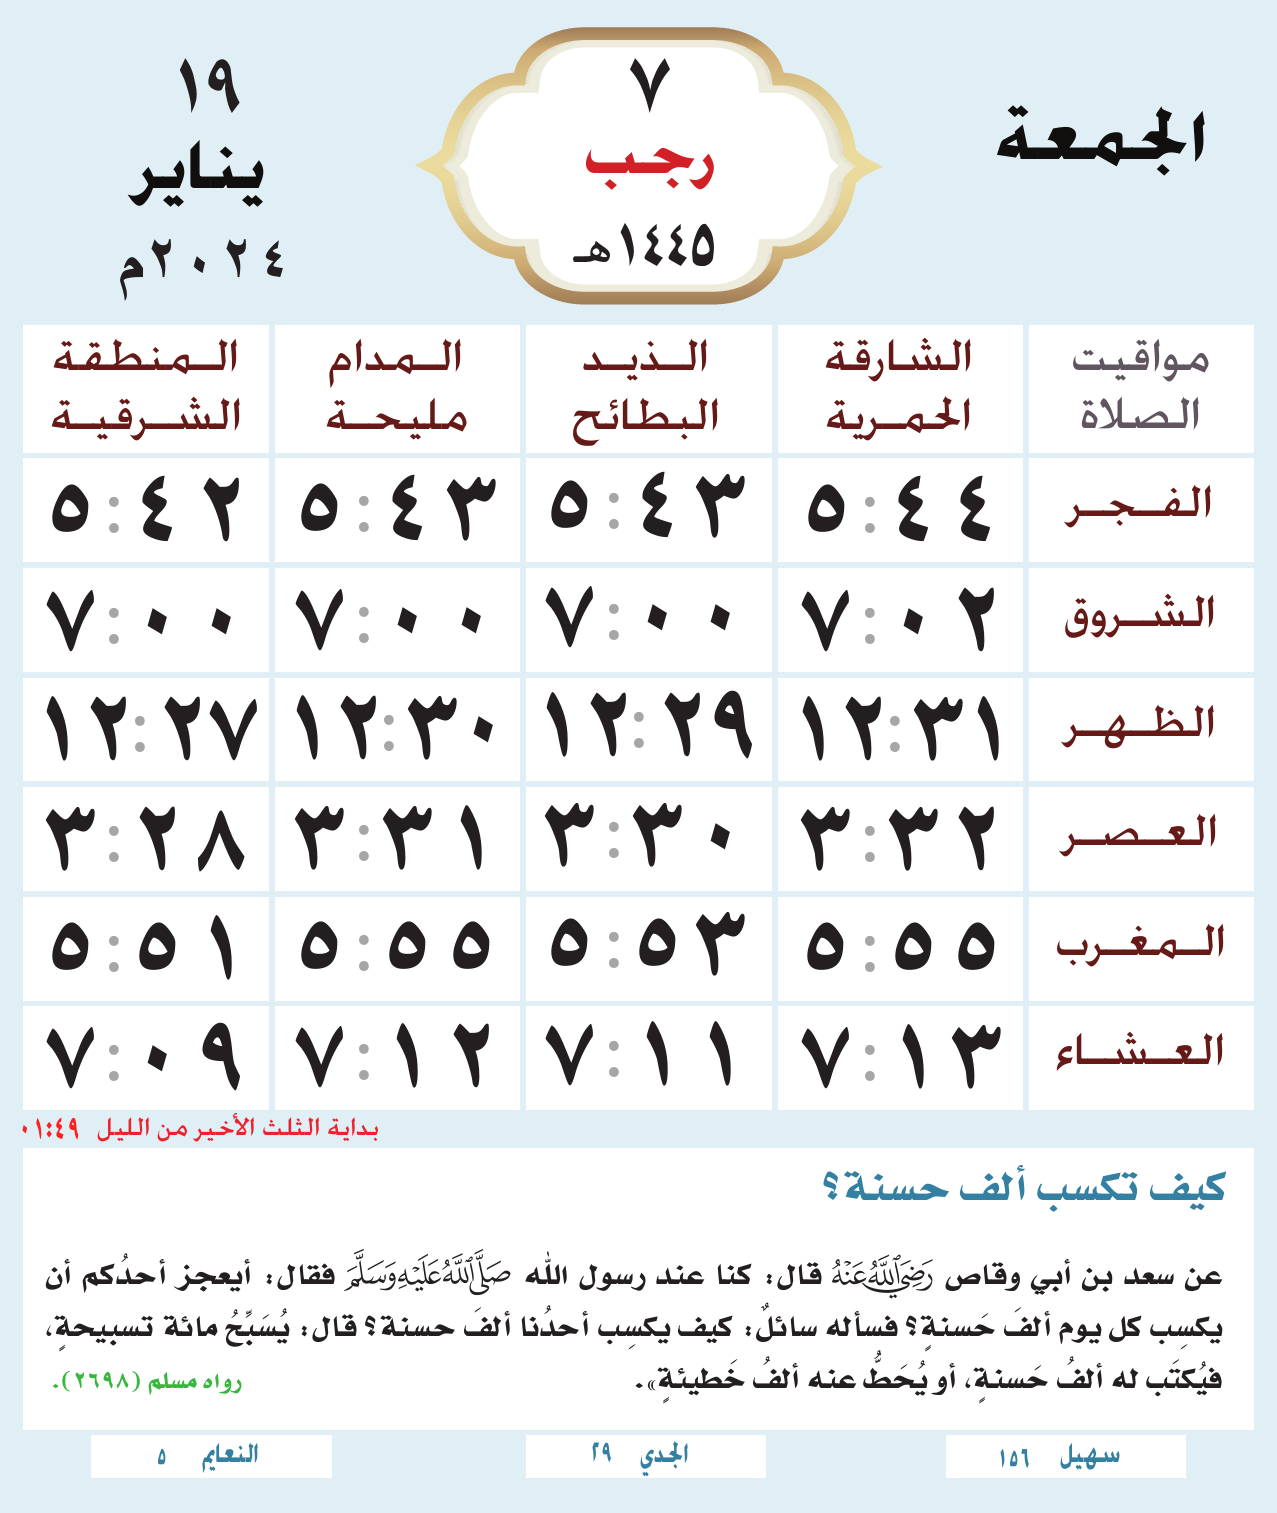 الجمعة
٧
رجب
١٤٤٥هـ
١٩
يناير
٢٠٢٤م
مواقيت الصلاة
الشارقة الحمرية
الذيد البطائح
المدام مليحة
المنطقة الشرقية
الفجر ٥:٤٤ ٥:٤٣ ٥:٤٣ ٥:٤٢
الشروق ٧:٠٢ ٧:٠٠ ٧:٠٠ ٧:٠٠
الظهر ١٢:٣١ ١٢:٢٩ ١٢:٣٠ ١٢:٢٧
العصر ٣:٣٢ ٣:٣٠ ٣:٣١ ٣:٢٨
المغرب ٥:٥٥ ٥:٥٣ ٥:٥٥ ٥:٥١
العشاء ٧:١٣ ٧:١١ ٧:١٢ ٧:٠٩
بداية الثلث الأخير من الليل ٠١:٤٩
كيف تكسب ألف حسنة؟
عن سعد بن أبي وقاص رَضِيَ اللَّهُ عَنْهُ قال: كنا عند رسول الله صَلَّى اللَّهُ عَلَيْهِ وَسَلَّمَ فقال: أيعجز أحدُكم أن
يكسِب كل يوم ألفَ حَسنةٍ؟ فسأله سائلٌ: كيف يكسِب أحدُنا ألفَ حسنة؟ قال: يُسَبِّحُ مائة تسبيحةٍ،
فيُكتَب له ألفُ حَسنةٍ، أو يُحَطُّ عنه ألفُ خَطيئةٍ».
رواه مسلم (٢٦٩٨).
سهيل ١٥٦
الجدي ٢٩
النعايم ٥